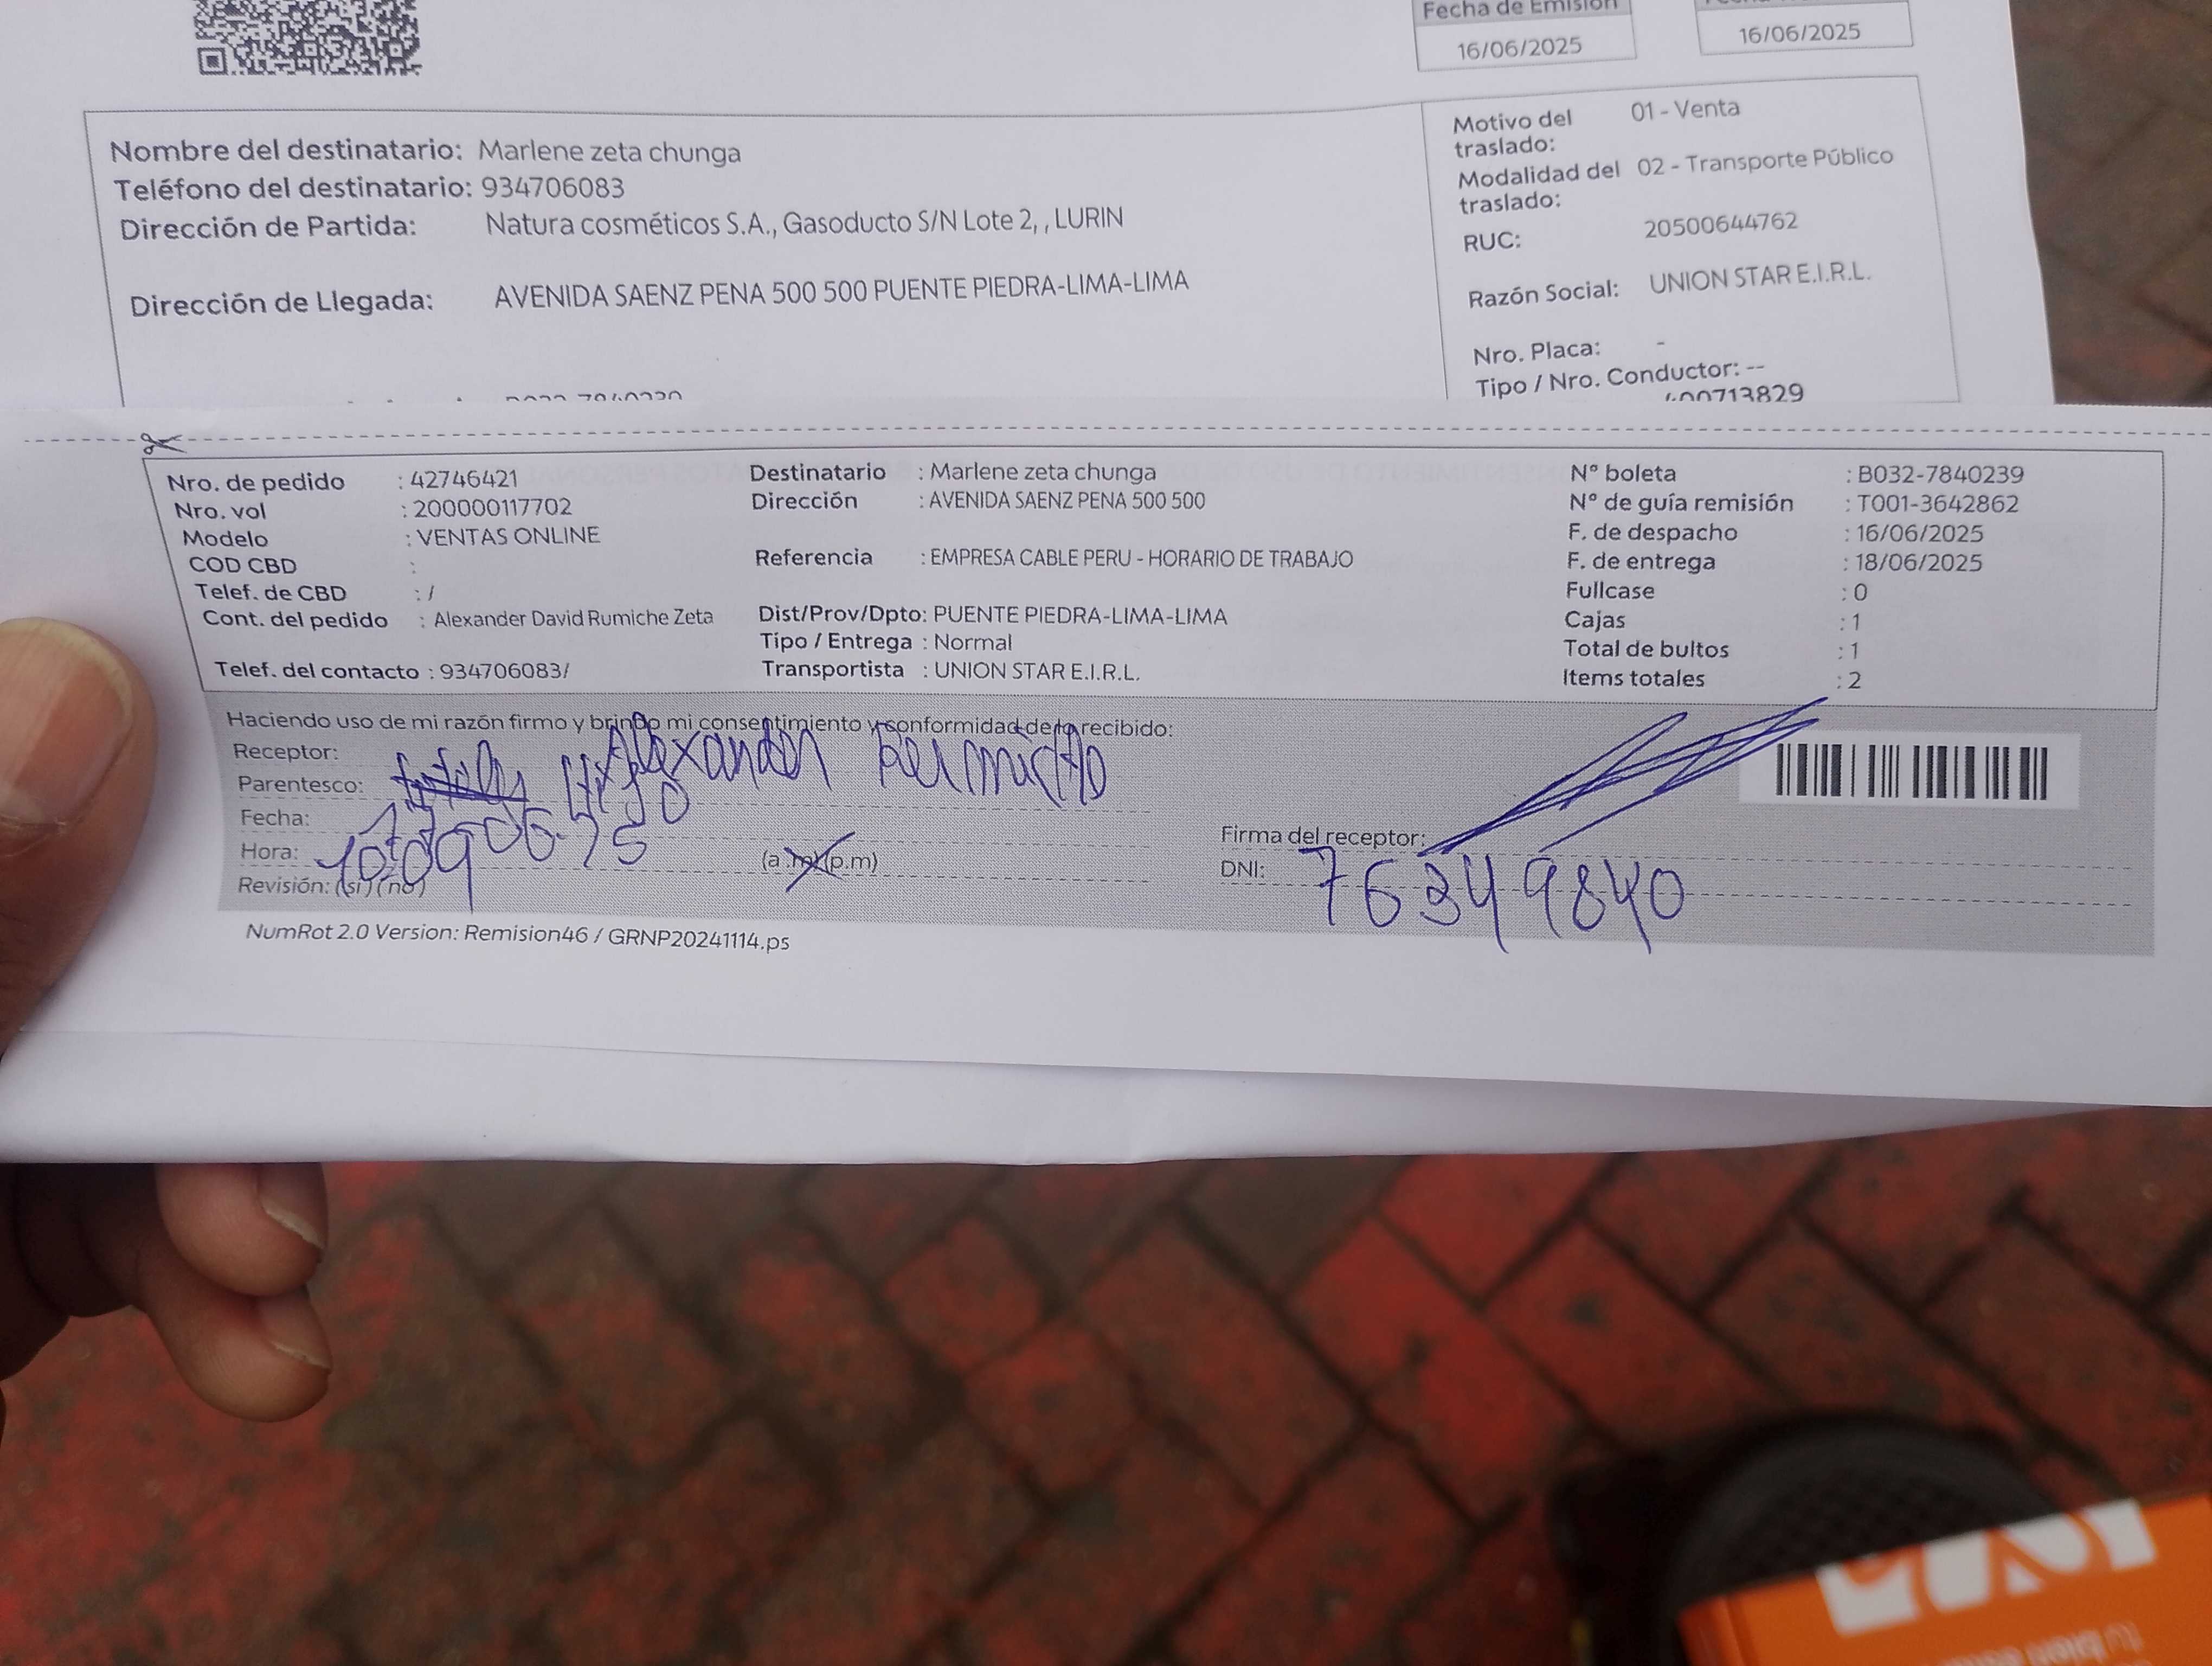 Fecha de Emisión
16/06/2025
16/06/2025
Nombre del destinatario: Marlene zeta chunga
Teléfono del destinatario: 934706083
Dirección de Partida: Natura cosméticos S.A., Gasoducto S/N Lote 2, , LURIN
Dirección de Llegada: AVENIDA SAENZ PENA 500 500 PUENTE PIEDRA-LIMA-LIMA
Motivo del traslado: 01 - Venta
Modalidad del traslado: 02 - Transporte Público
RUC: 20500644762
Razón Social: UNION STAR E.I.R.L.
Nro. Placa: -
Tipo / Nro. Conductor: --
Nro. de pedido : 42746421
Nro. vol : 200000117702
Modelo : VENTAS ONLINE
COD CBD :
Telef. de CBD : /
Cont. del pedido : Alexander David Rumiche Zeta
Telef. del contacto : 934706083/
Destinatario : Marlene zeta chunga
Dirección : AVENIDA SAENZ PENA 500 500
Referencia : EMPRESA CABLE PERU - HORARIO DE TRABAJO
Dist/Prov/Dpto: PUENTE PIEDRA-LIMA-LIMA
Tipo / Entrega : Normal
Transportista : UNION STAR E.I.R.L.
N° boleta : B032-7840239
N° de guía remisión : T001-3642862
F. de despacho : 16/06/2025
F. de entrega : 18/06/2025
Fullcase : 0
Cajas : 1
Total de bultos : 1
Items totales : 2
Haciendo uso de mi razón firmo y brindo mi consentimiento y conformidad de lo recibido:
Receptor: Alexander
Parentesco: Hijo
Fecha:
Hora: 10:09 (a.m)(p.m)
Revisión: (si) (no)
Firma del receptor:
DNI: 76349840
NumRot 2.0 Version: Remision46 / GRNP20241114.ps